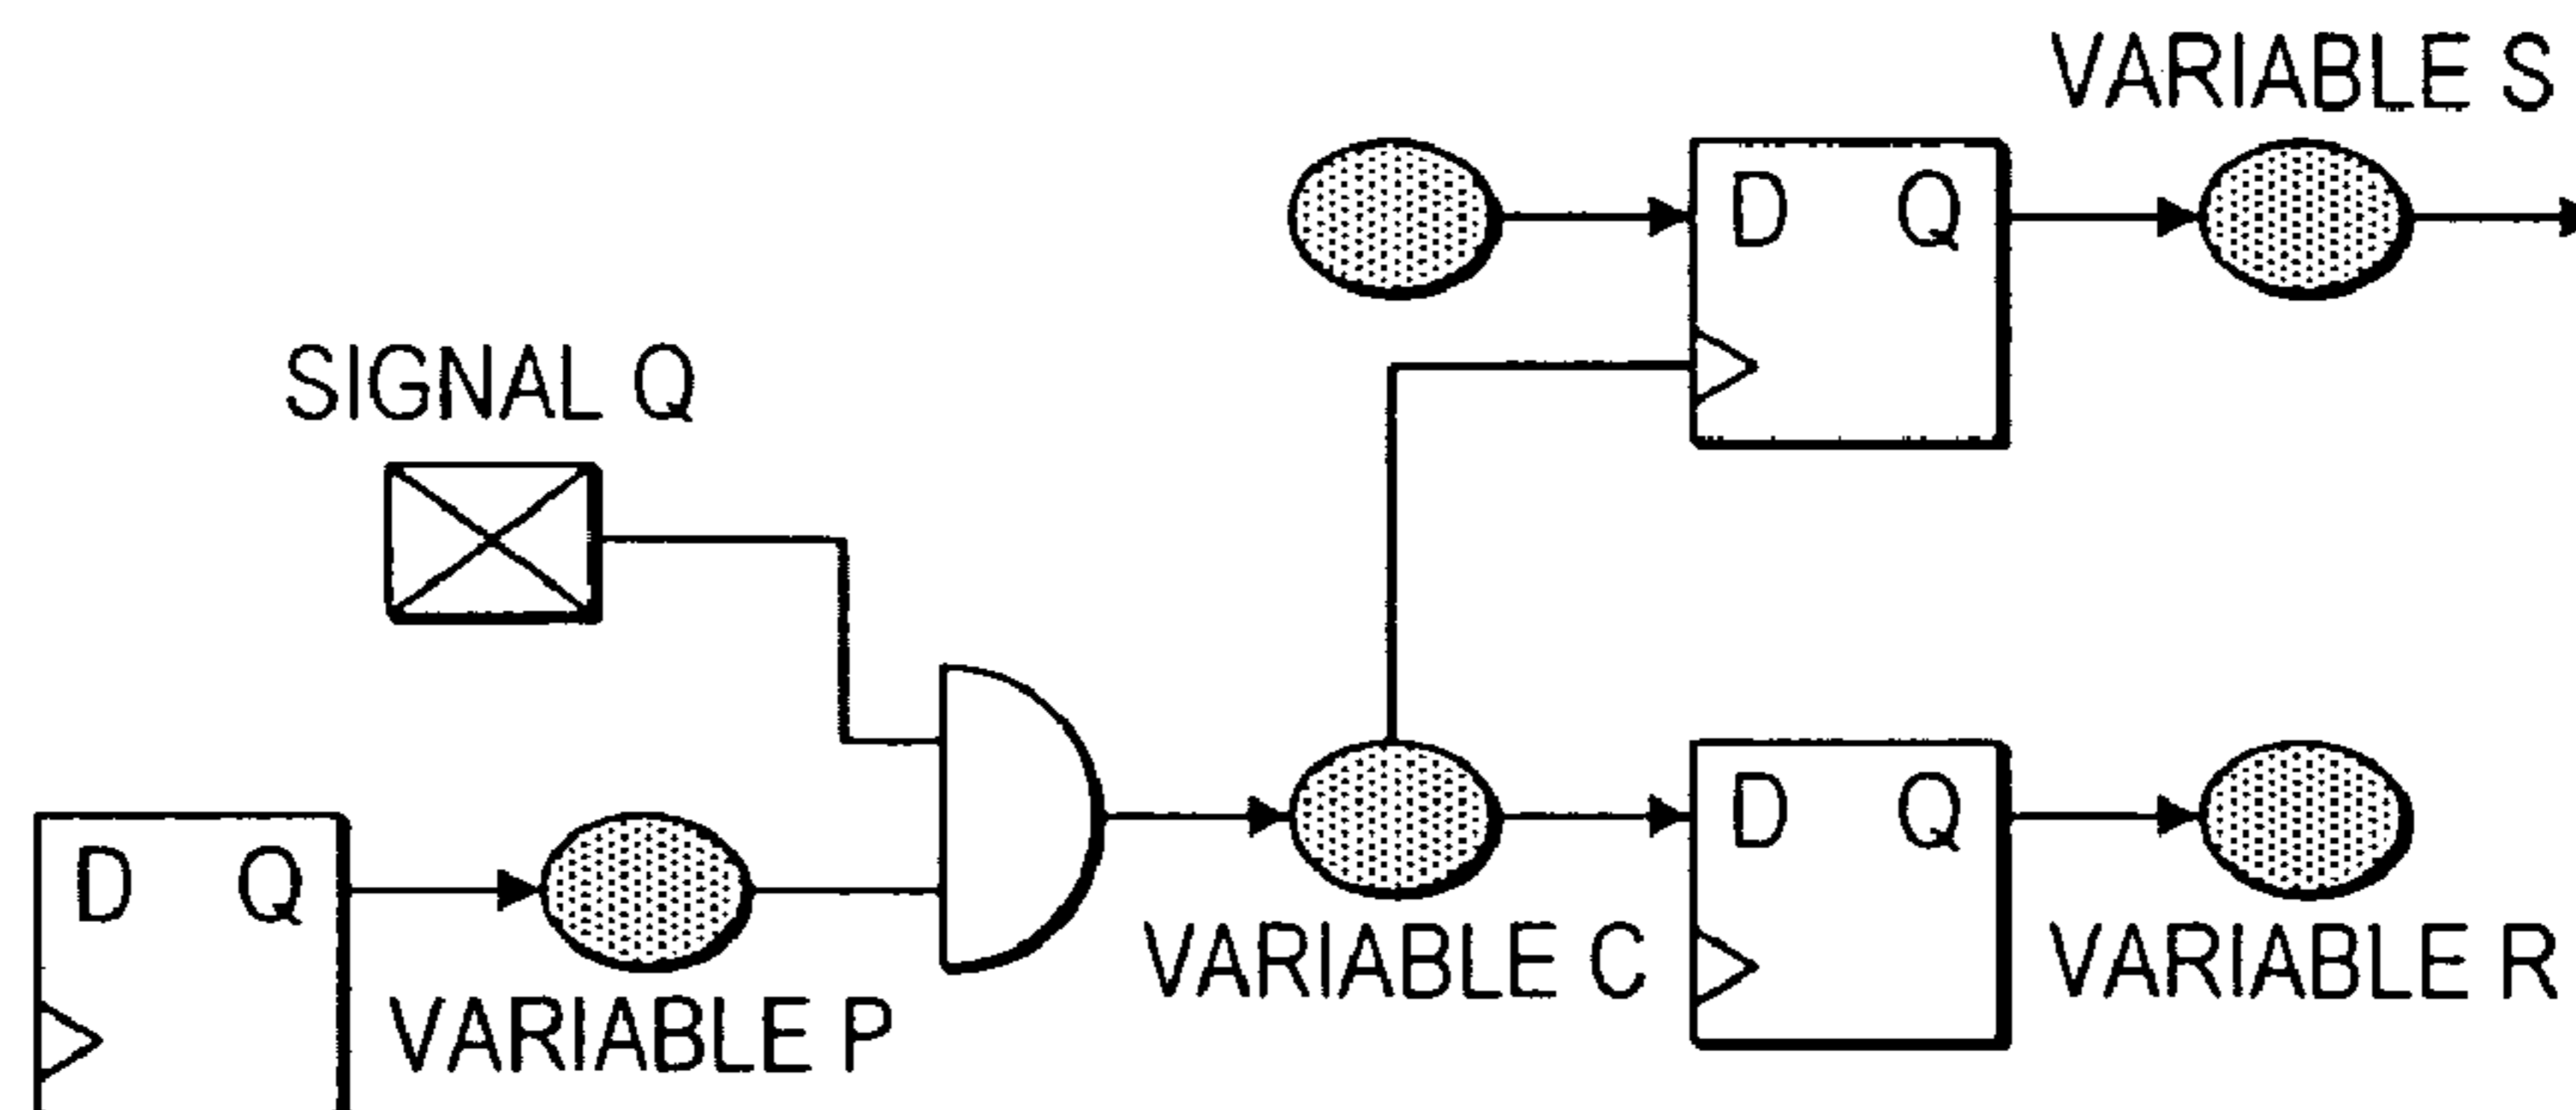 VARIABLE S
D Q
SIGNAL Q
D Q
D Q
VARIABLE C
VARIABLE R
VARIABLE P